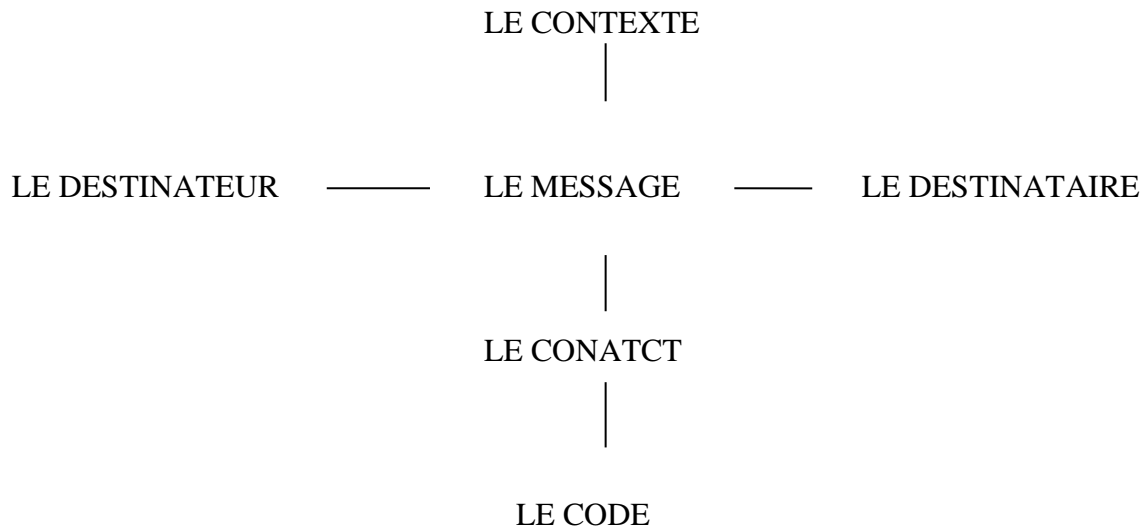 LE CONTEXTE
LE DESTINATEUR LE MESSAGE LE DESTINATAIRE
LE CONATCT
LE CODE